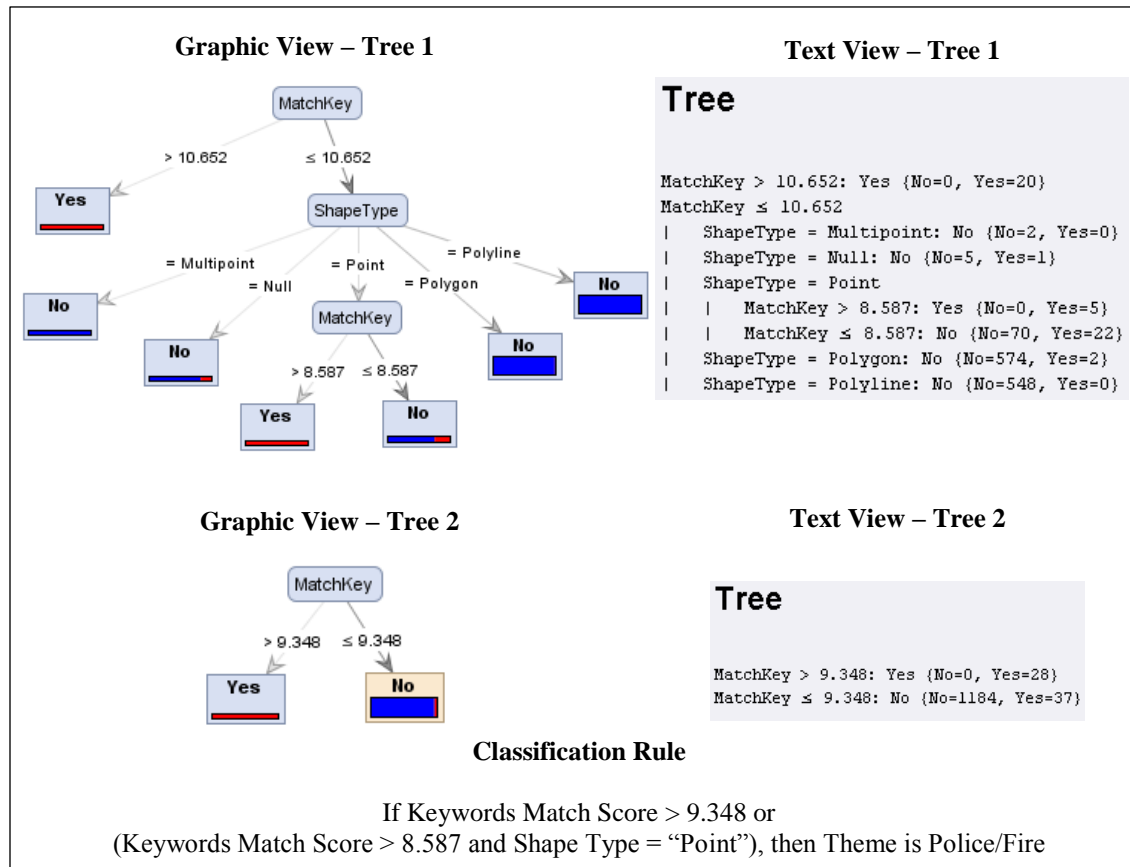 Graphic View – Tree 1
MatchKey
> 10.652
≤ 10.652
Yes
ShapeType
= Multipoint
= Null
= Point
= Polygon
= Polyline
No
No
MatchKey
No
No
> 8.587
≤ 8.587
Yes
No
Text View – Tree 1
Tree
MatchKey > 10.652: Yes {No=0, Yes=20}
MatchKey ≤ 10.652
|   ShapeType = Multipoint: No {No=2, Yes=0}
|   ShapeType = Null: No {No=5, Yes=1}
|   ShapeType = Point
|   |   MatchKey > 8.587: Yes {No=0, Yes=5}
|   |   MatchKey ≤ 8.587: No {No=70, Yes=22}
|   ShapeType = Polygon: No {No=574, Yes=2}
|   ShapeType = Polyline: No {No=548, Yes=0}
Graphic View – Tree 2
MatchKey
> 9.348
≤ 9.348
Yes
No
Text View – Tree 2
Tree
MatchKey > 9.348: Yes {No=0, Yes=28}
MatchKey ≤ 9.348: No {No=1184, Yes=37}
Classification Rule
If Keywords Match Score > 9.348 or
(Keywords Match Score > 8.587 and Shape Type = “Point”), then Theme is Police/Fire